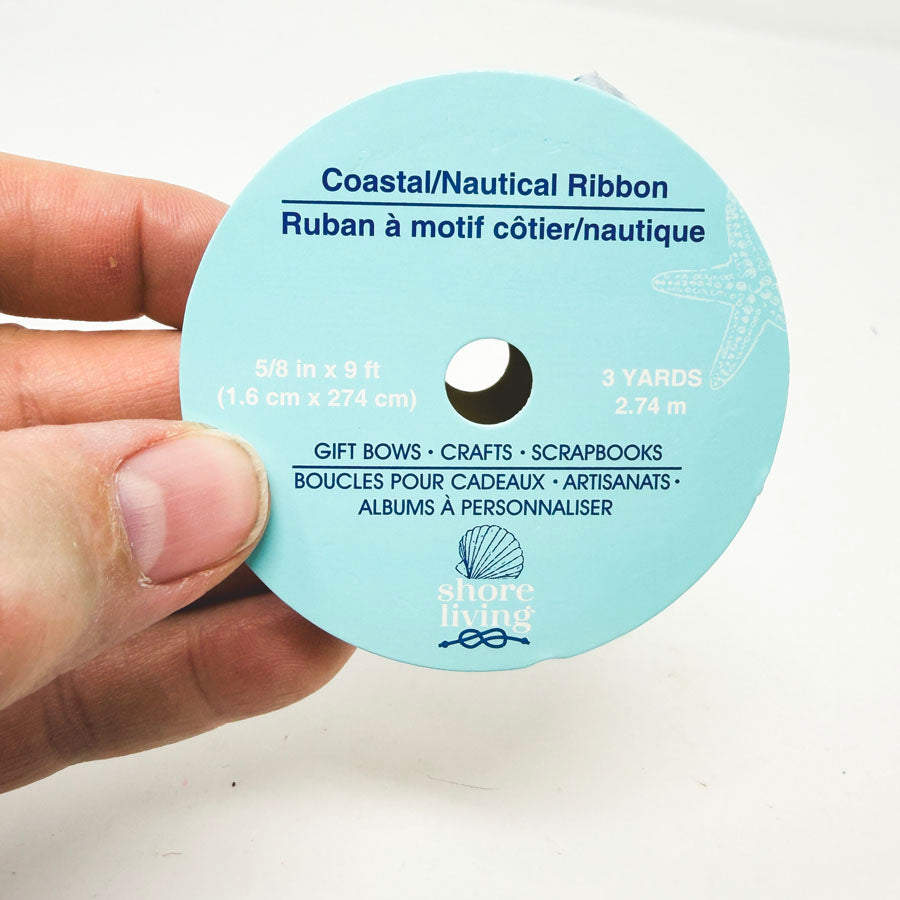 Coastal/Nautical Ribbon
Ruban à motif côtier/nautique
5/8 in x 9 ft
(1.6 cm x 274 cm)
3 YARDS
2.74 m
GIFT BOWS • CRAFTS • SCRAPBOOKS
BOUCLES POUR CADEAUX • ARTISANATS •
ALBUMS À PERSONNALISER
shore
living